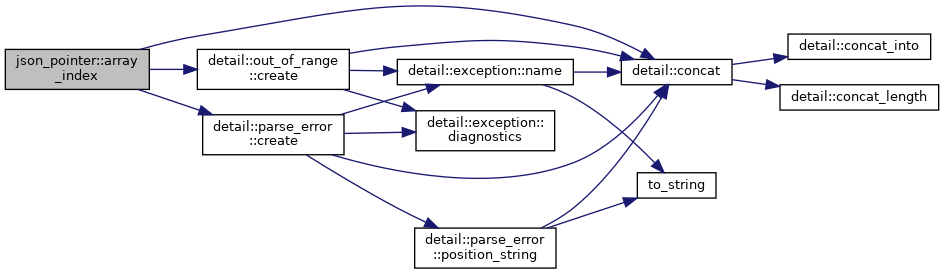 json_pointer::array
_index
detail::out_of_range
::create
detail::parse_error
::create
detail::exception::name
detail::exception::
diagnostics
detail::parse_error
::position_string
detail::concat
to_string
detail::concat_into
detail::concat_length